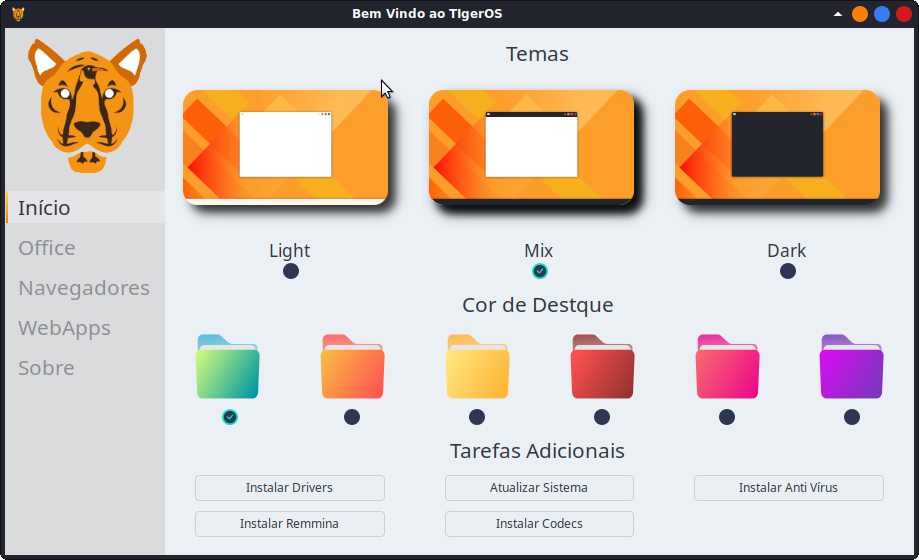 Bem Vindo ao TIgerOS
Temas
Início
Office
Navegadores
WebApps
Sobre
Light
Mix
Dark
Cor de Destque
Tarefas Adicionais
Instalar Drivers
Atualizar Sistema
Instalar Anti Vírus
Instalar Remmina
Instalar Codecs